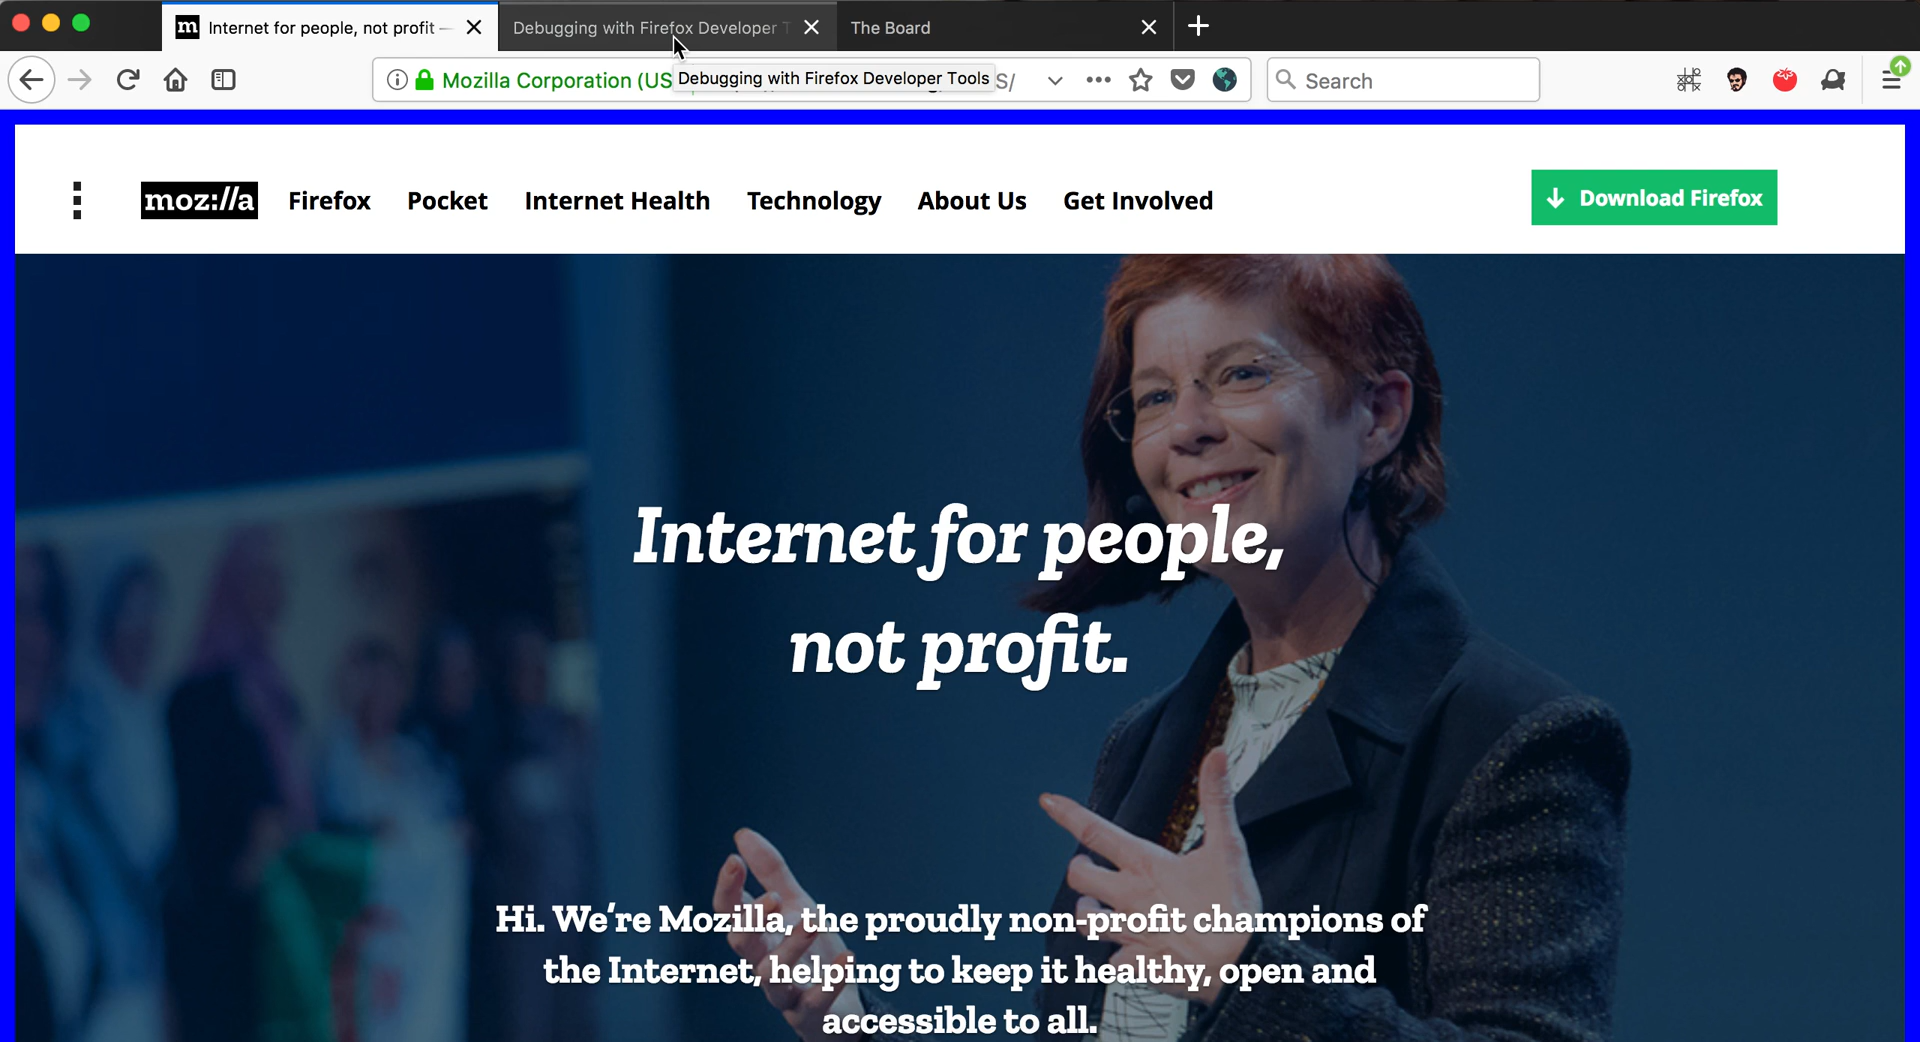 m Internet for people, not profit —
Debugging with Firefox Developer T
The Board
Mozilla Corporation (US
Debugging with Firefox Developer Tools
S/
Search
moz://a
Firefox
Pocket
Internet Health
Technology
About Us
Get Involved
Download Firefox
Internet for people,
not profit.
Hi. We’re Mozilla, the proudly non-profit champions of
the Internet, helping to keep it healthy, open and
accessible to all.